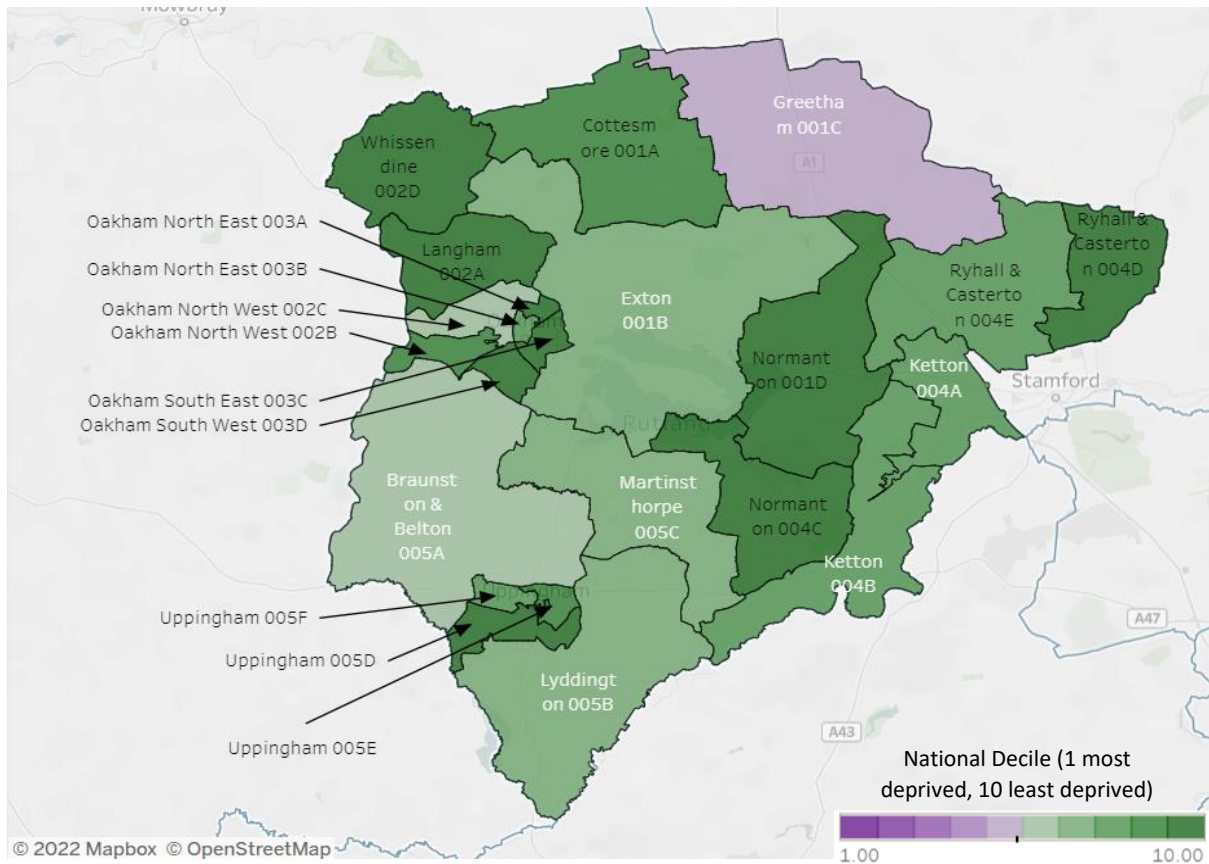 Mowbray
Greetha
m 001C
A1
Cottesm
ore 001A
Whissen
dine
002D
Oakham North East 003A
Langham
002A
Oakham North East 003B
Oakham North West 002C
Oakham North West 002B
Exton
001B
Ryhall &
Casterto
n 004D
Ryhall &
Casterto
n 004E
Normant
on 001D
Ketton
004A
Stamford
Oakham South East 003C
Oakham South West 003D
Rutland
Braunst
on &
Belton
005A
Martinst
horpe
005C
Normant
on 004C
Ketton
004B
Uppingham
Uppingham 005F
Uppingham 005D
Uppingham 005E
Lyddingt
on 005B
A47
A43
National Decile (1 most
deprived, 10 least deprived)
1.00 10.00
© 2022 Mapbox © OpenStreetMap